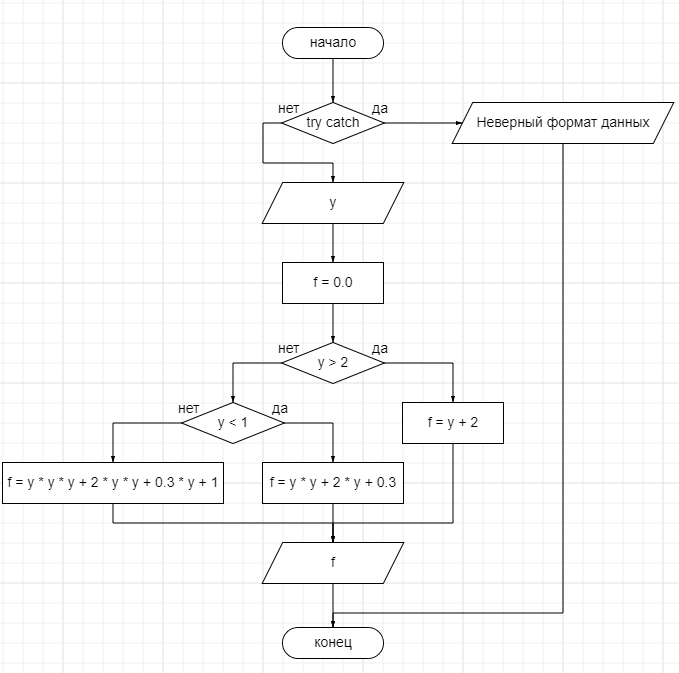 начало
нет
да
try catch
Неверный формат данных
y
f = 0.0
нет
да
y > 2
нет
да
y < 1
f = y + 2
f = y * y * y + 2 * y * y + 0.3 * y + 1
f = y * y + 2 * y + 0.3
f
конец